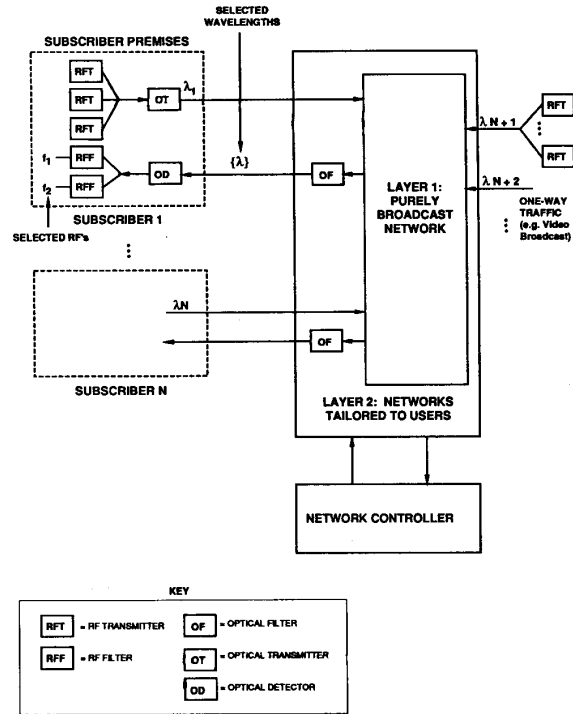 SELECTED
WAVELENGTHS
SUBSCRIBER PREMISES
RFT
RFT
RFT
OT
λ1
λ N + 1
RFT
RFT
f1
RFF
OD
{λ}
OF
f2
RFF
LAYER 1:
PURELY
BROADCAST
NETWORK
λ N + 2
ONE-WAY
TRAFFIC
(e.g. Video
Broadcast)
SUBSCRIBER 1
SELECTED RF's
λN
OF
SUBSCRIBER N
LAYER 2: NETWORKS
TAILORED TO USERS
NETWORK CONTROLLER
KEY
RFT = RF TRANSMITTER
OF = OPTICAL FILTER
RFF = RF FILTER
OT = OPTICAL TRANSMITTER
OD = OPTICAL DETECTOR